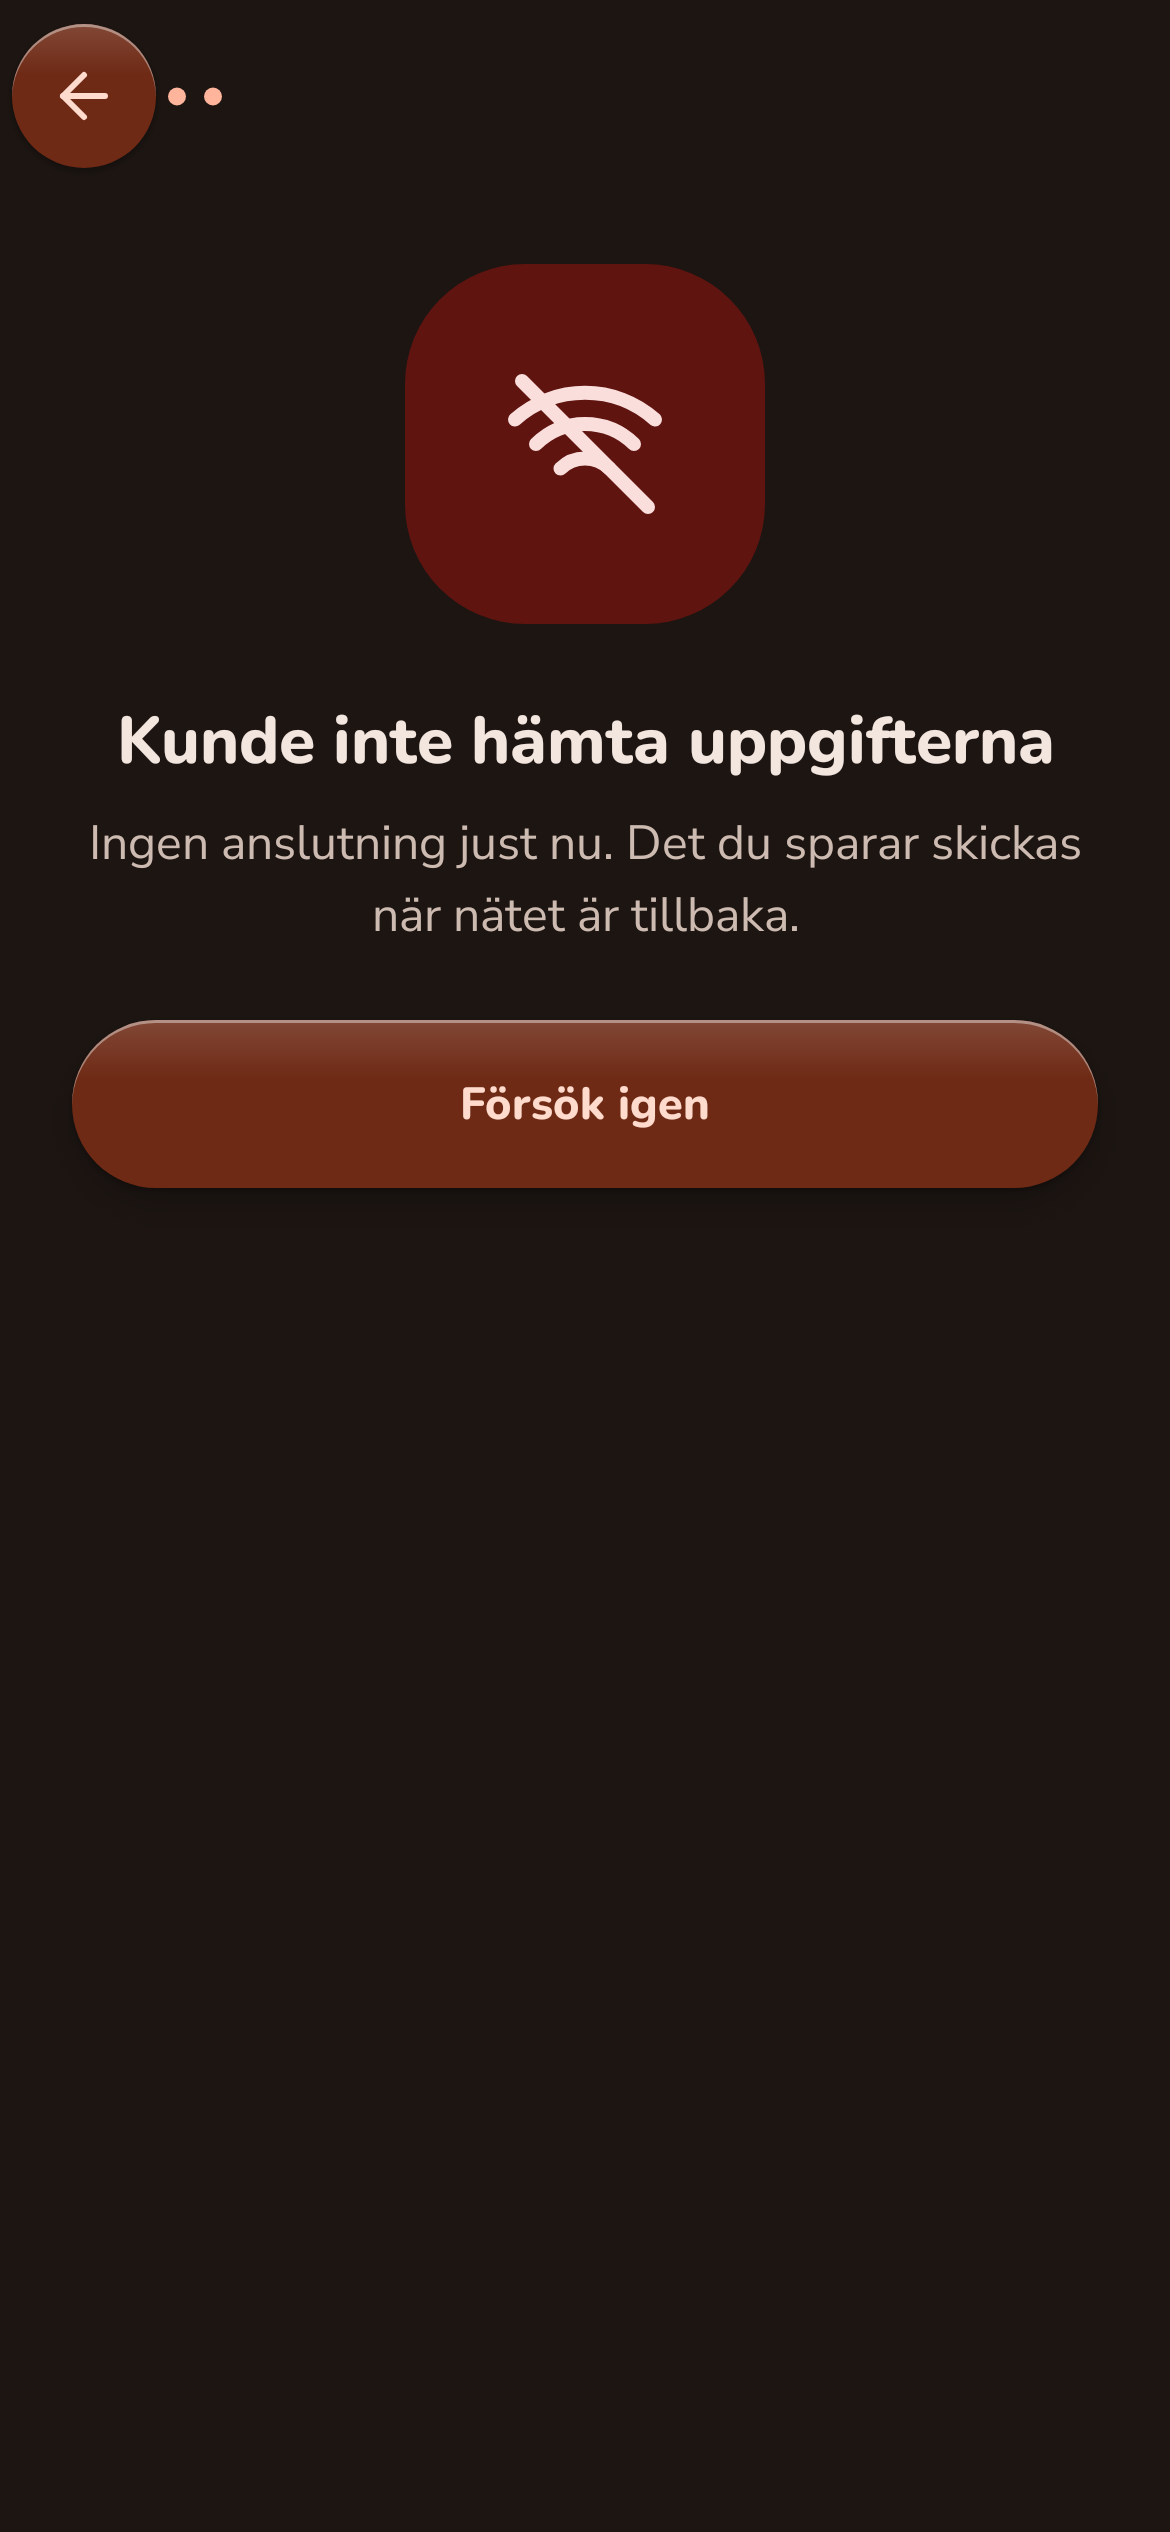 Kunde inte hämta uppgifterna
Ingen anslutning just nu. Det du sparar skickas
när nätet är tillbaka.
Försök igen